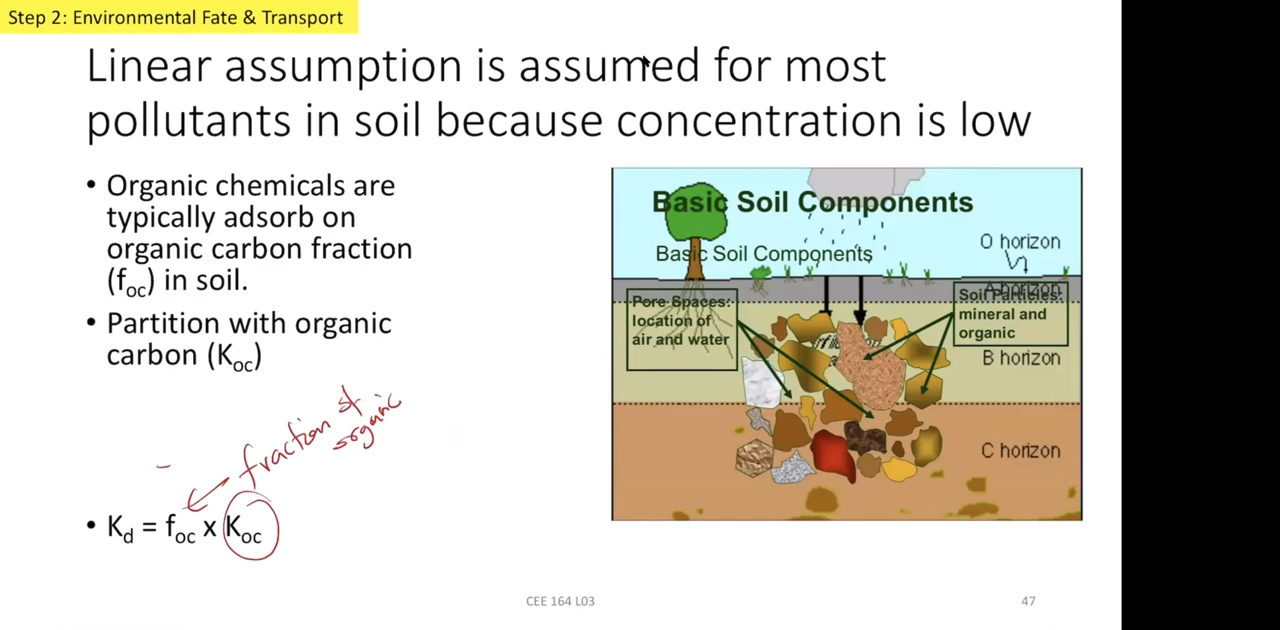 Step 2: Environmental Fate & Transport
Linear assumption is assumed for most
pollutants in soil because concentration is low
• Organic chemicals are
typically adsorb on
organic carbon fraction
(foc) in soil.
• Partition with organic
carbon (Koc)
fraction of
organic
• Kd = foc x Koc
Basic Soil Components
Basic Soil Components
O horizon
A horizon
Pore Spaces:
location of
air and water
Soil Particles:
mineral and
organic
B horizon
C horizon
CEE 164 L03
47